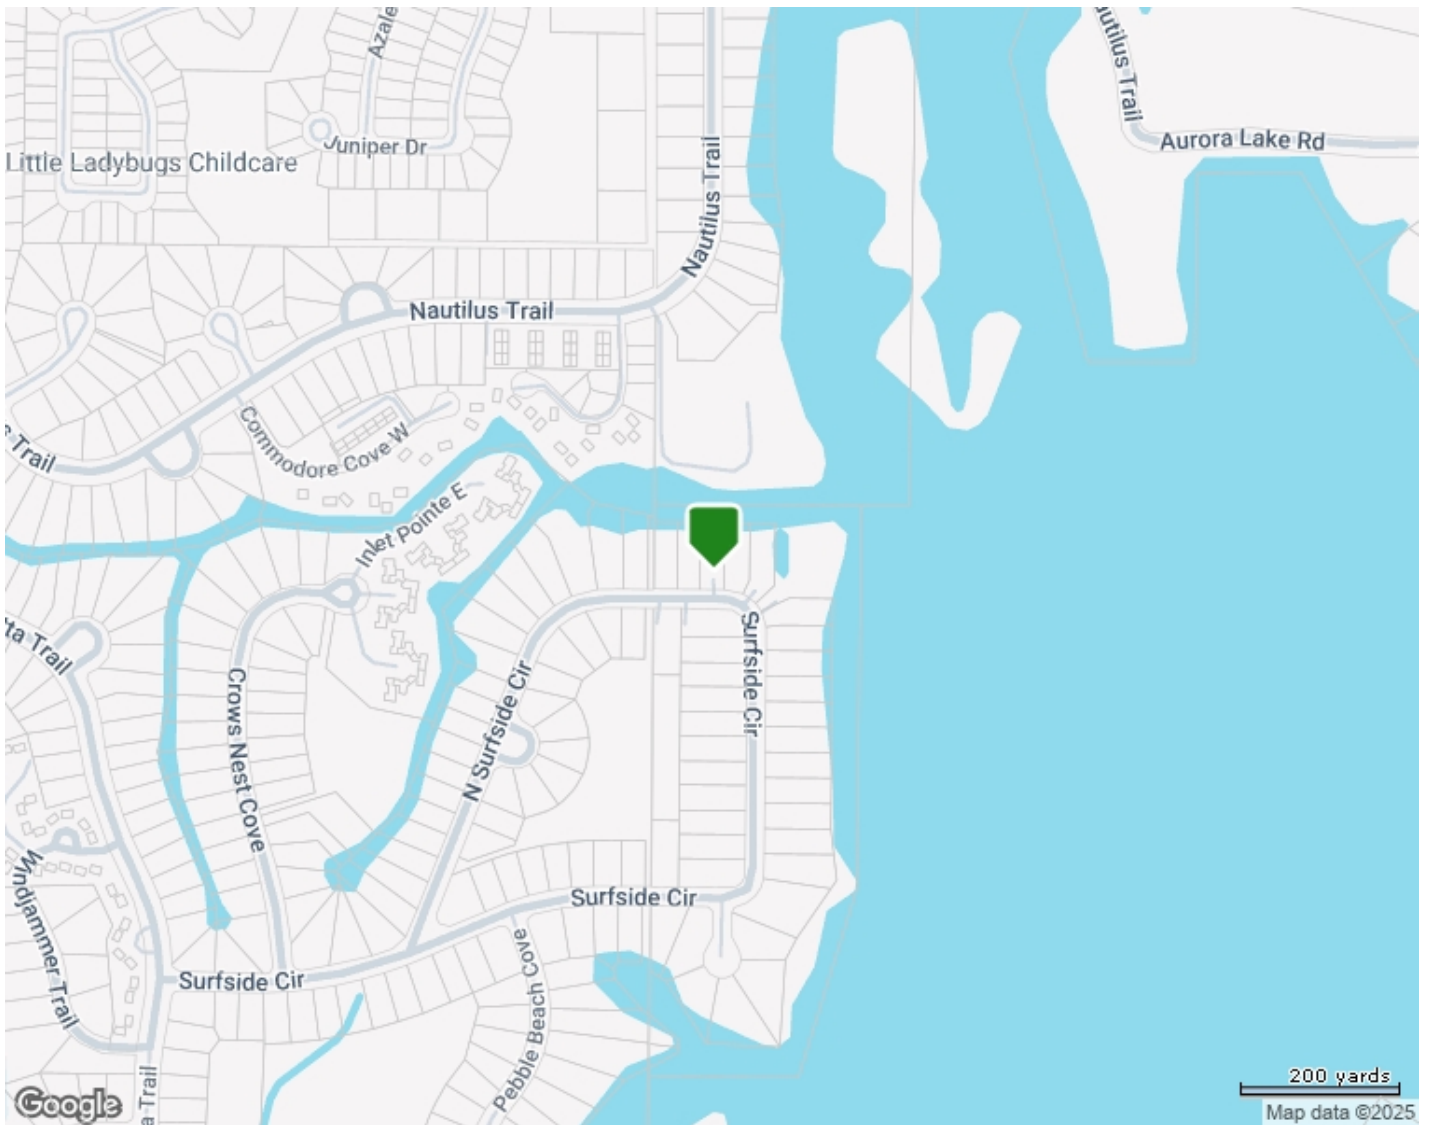 Azale
autilus Trail
Juniper Dr
Aurora Lake Rd
Little Ladybugs Childcare
Nautilus Trail
Nautilus Trail
Commodore Cove W
s Trail
Inlet Pointe E
ta Trail
Surfside Cir
Crows Nest Cove
N Surfside Cir
Windjammer Trail
Surfside Cir
Pebble Beach Cove
Surfside Cir
a Trail
200 yards
Google
Map data ©2025